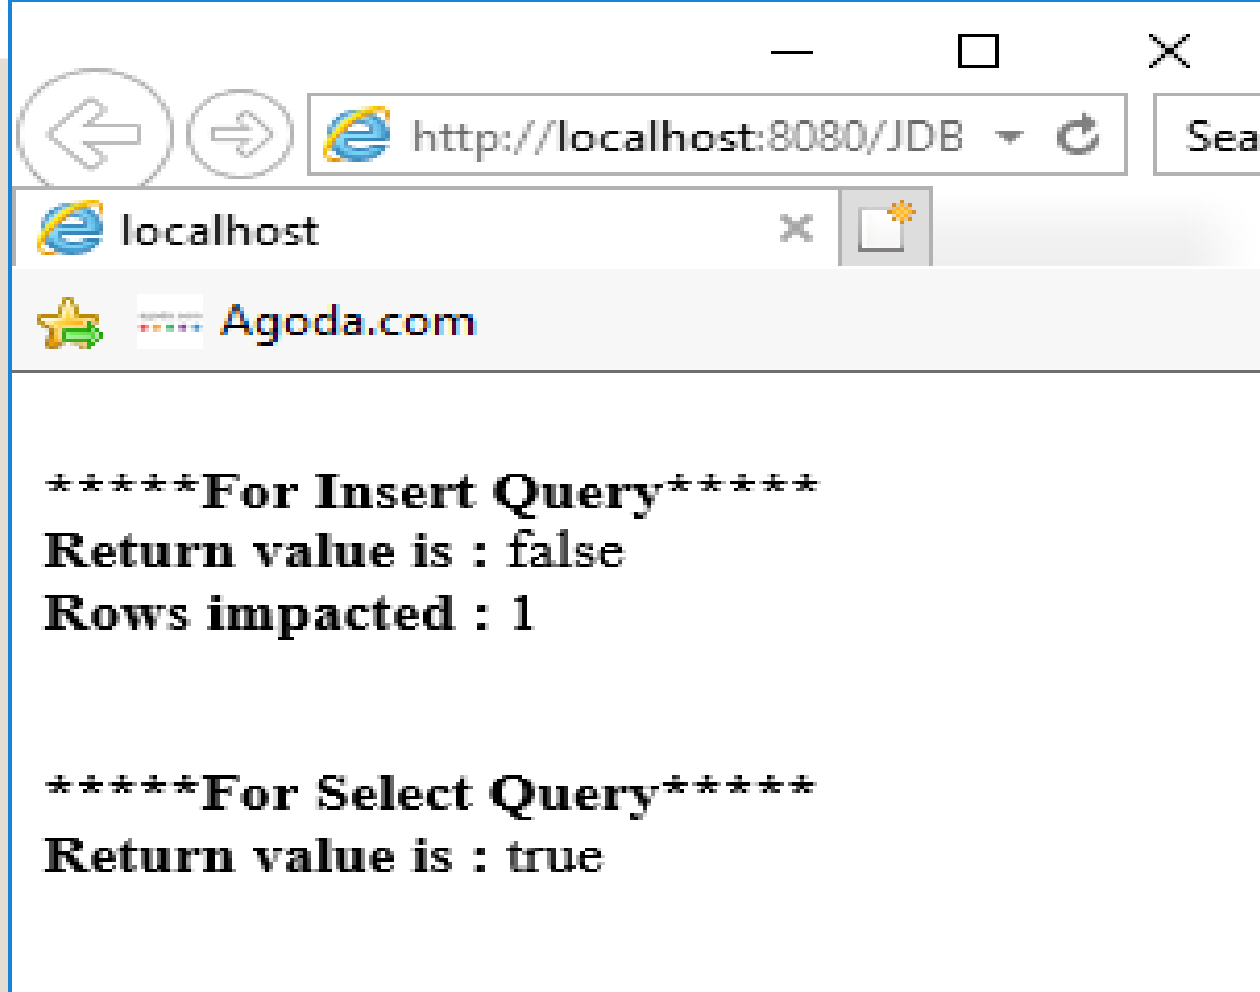 http://localhost:8080/JDB
Sea
localhost
Agoda.com
*****For Insert Query*****
Return value is : false
Rows impacted : 1
*****For Select Query*****
Return value is : true